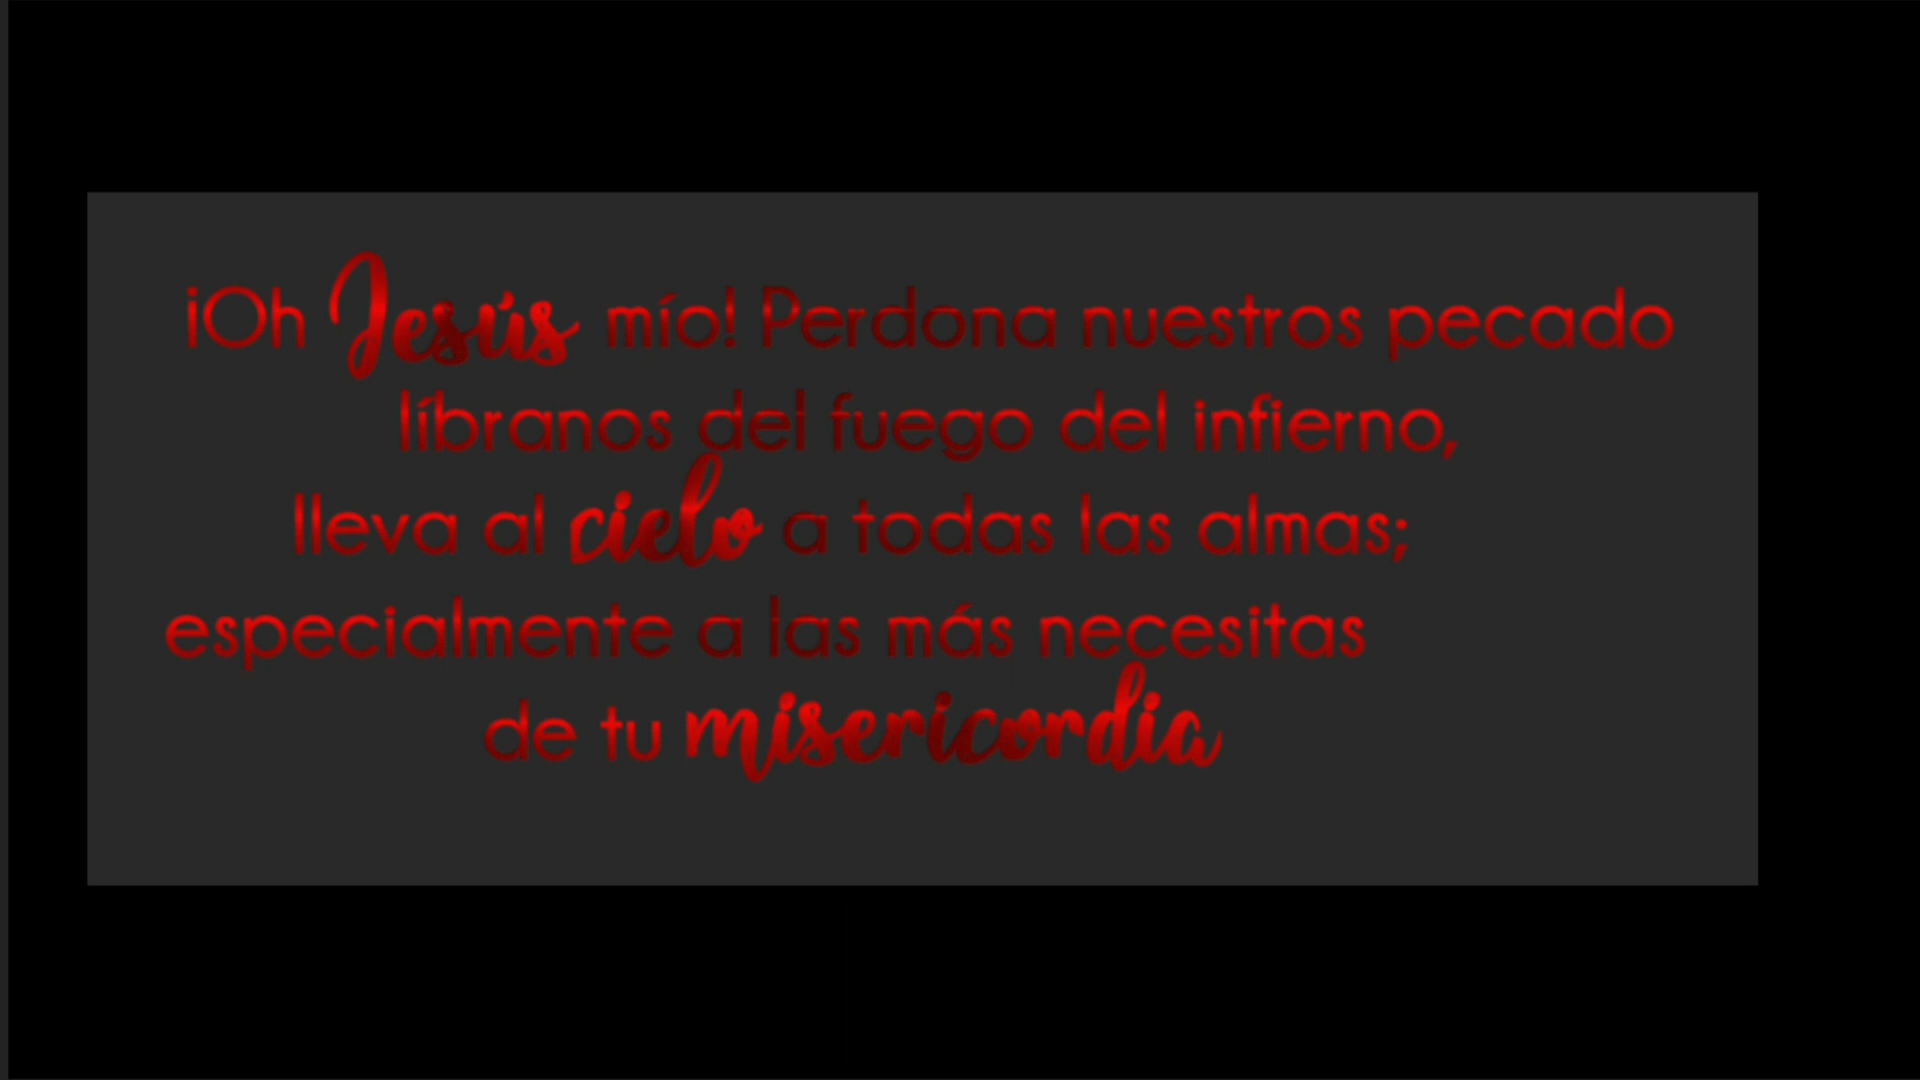 ¡Oh Jesús mío! Perdona nuestros pecado
líbranos del fuego del infierno,
lleva al cielo a todas las almas;
especialmente a las más necesitas
de tu misericordia